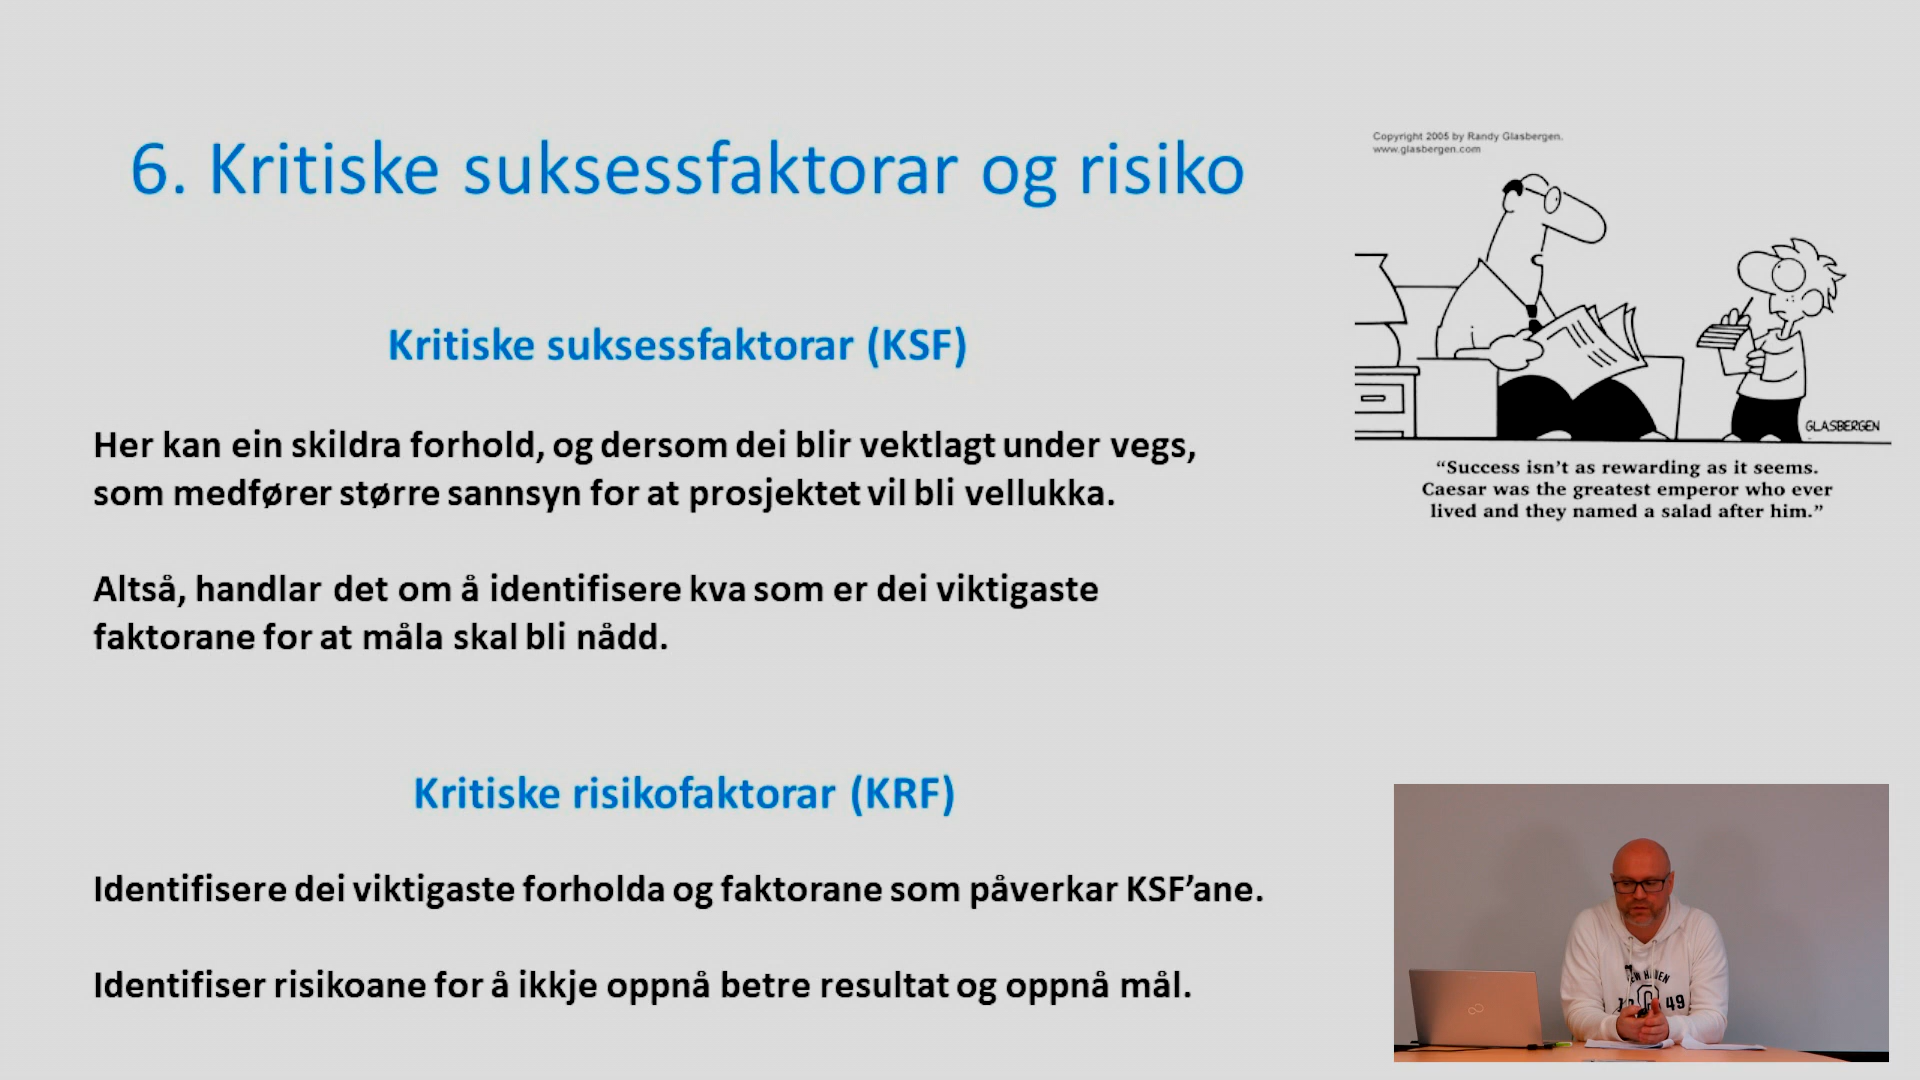 6. Kritiske suksessfaktorar og risiko
Kritiske suksessfaktorar (KSF)
Her kan ein skildra forhold, og dersom dei blir vektlagt under vegs,
som medfører større sannsyn for at prosjektet vil bli vellukka.
Altså, handlar det om å identifisere kva som er dei viktigaste
faktorane for at måla skal bli nådd.
Kritiske risikofaktorar (KRF)
Identifisere dei viktigaste forholda og faktorane som påverkar KSF’ane.
Identifiser risikoane for å ikkje oppnå betre resultat og oppnå mål.
Copyright 2005 by Randy Glasbergen.
www.glasbergen.com
GLASBERGEN
“Success isn’t as rewarding as it seems.
Caesar was the greatest emperor who ever
lived and they named a salad after him.”
49